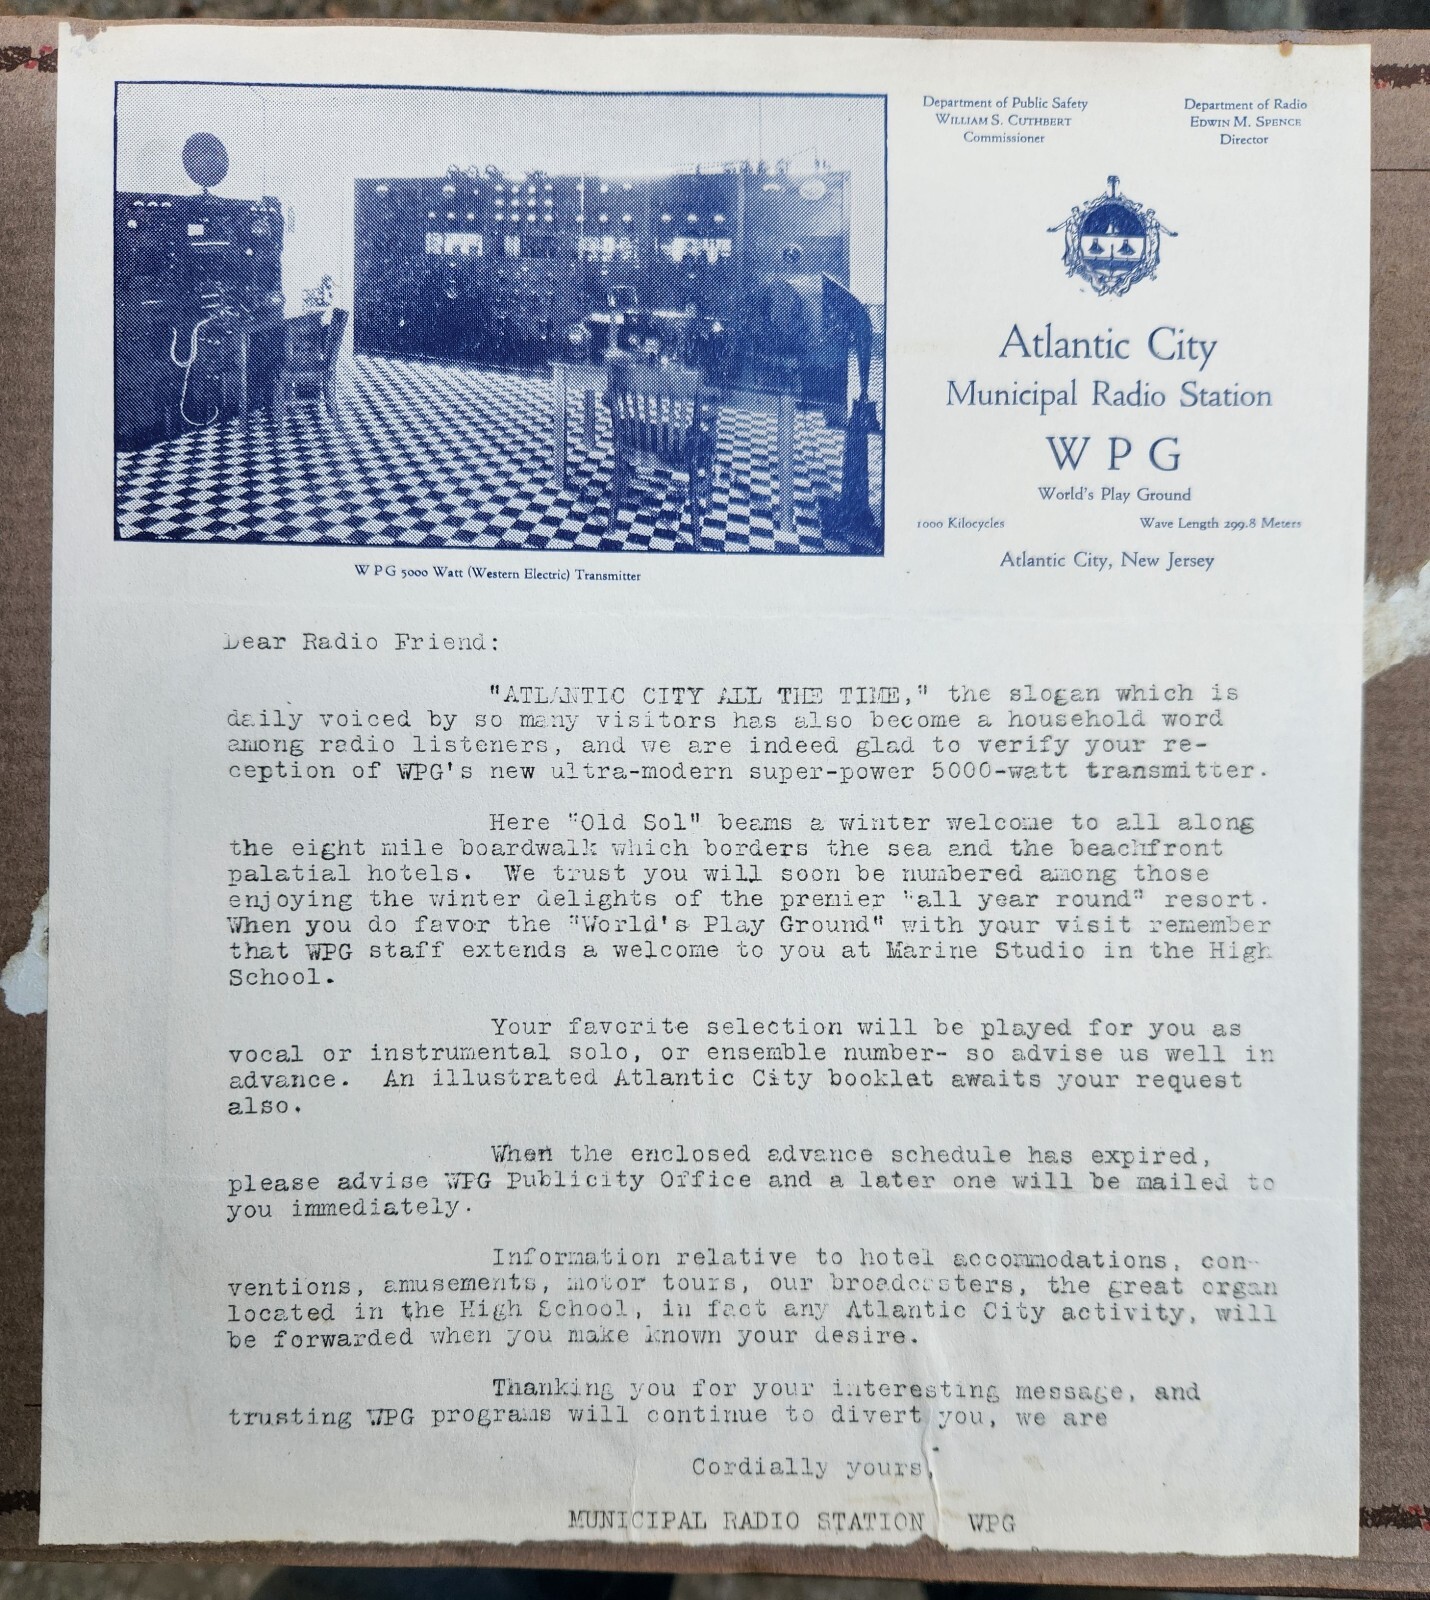 Department of Public Safety
WILLIAM S. CUTHBERT
Commissioner
Department of Radio
EDWIN M. SPENCE
Director
Atlantic City
Municipal Radio Station
W P G
World's Play Ground
1000 Kilocycles
Wave Length 299.8 Meters
Atlantic City, New Jersey
W P G 5000 Watt (Western Electric) Transmitter
Dear Radio Friend:
"ATLANTIC CITY ALL THE TIME," the slogan which is
daily voiced by so many visitors has also become a household word
among radio listeners, and we are indeed glad to verify your re-
ception of WPG's new ultra-modern super-power 5000-watt transmitter.
Here "Old Sol" beams a winter welcome to all along
the eight mile boardwalk which borders the sea and the beachfront
palatial hotels. We trust you will soon be numbered among those
enjoying the winter delights of the premier "all year round" resort.
When you do favor the "World's Play Ground" with your visit remember
that WPG staff extends a welcome to you at Marine Studio in the High
School.
Your favorite selection will be played for you as
vocal or instrumental solo, or ensemble number- so advise us well in
advance. An illustrated Atlantic City booklet awaits your request
also.
When the enclosed advance schedule has expired,
please advise WPG Publicity Office and a later one will be mailed to
you immediately.
Information relative to hotel accommodations, con-
ventions, amusements, motor tours, our broadcasters, the great organ
located in the High School, in fact any Atlantic City activity, will
be forwarded when you make known your desire.
Thanking you for your interesting message, and
trusting WPG programs will continue to divert you, we are
Cordially yours,
MUNICIPAL RADIO STATION WPG